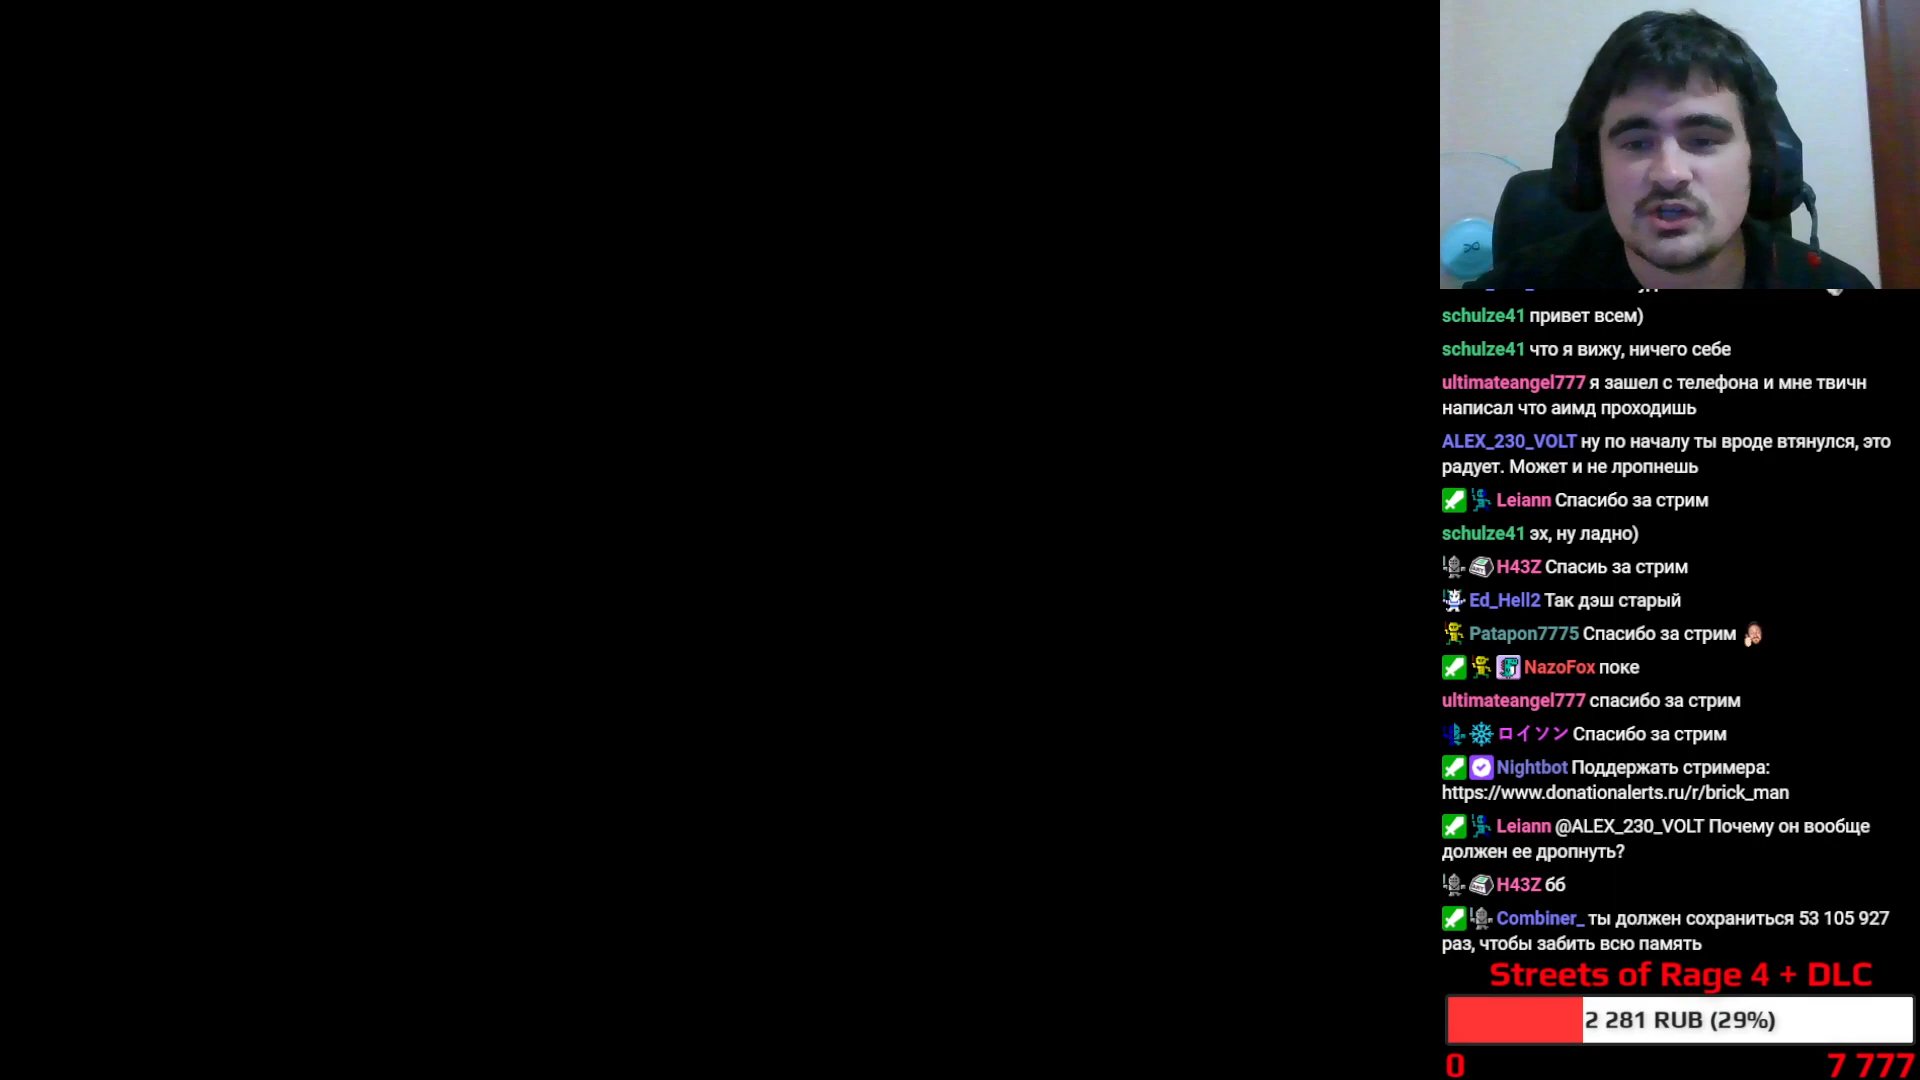 schulze41 привет всем)
schulze41 что я вижу, ничего себе
ultimateangel777 я зашел с телефона и мне твичн
написал что аимд проходишь
ALEX_230_VOLT ну по началу ты вроде втянулся, это
радует. Может и не лропнешь
Leiann Спасибо за стрим
schulze41 эх, ну ладно)
H43Z Спасиь за стрим
Ed_Hell2 Так дэш старый
Patapon7775 Спасибо за стрим
NazoFox поке
ultimateangel777 спасибо за стрим
ロイソン Спасибо за стрим
Nightbot Поддержать стримера:
https://www.donationalerts.ru/r/brick_man
Leiann @ALEX_230_VOLT Почему он вообще
должен ее дропнуть?
H43Z бб
Combiner_ ты должен сохраниться 53 105 927
раз, чтобы забить всю память
Streets of Rage 4 + DLC
2 281 RUB (29%)
0 7 777